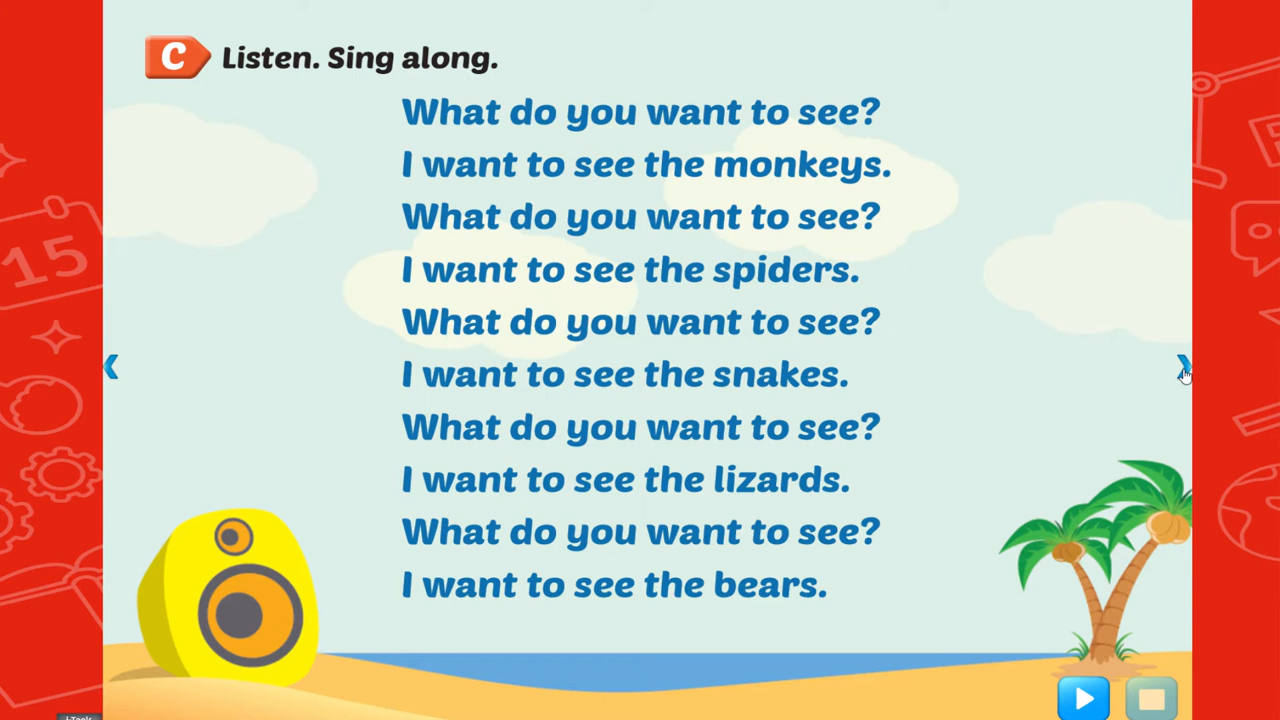 C Listen. Sing along.
What do you want to see?
I want to see the monkeys.
What do you want to see?
I want to see the spiders.
What do you want to see?
I want to see the snakes.
What do you want to see?
I want to see the lizards.
What do you want to see?
I want to see the bears.
15